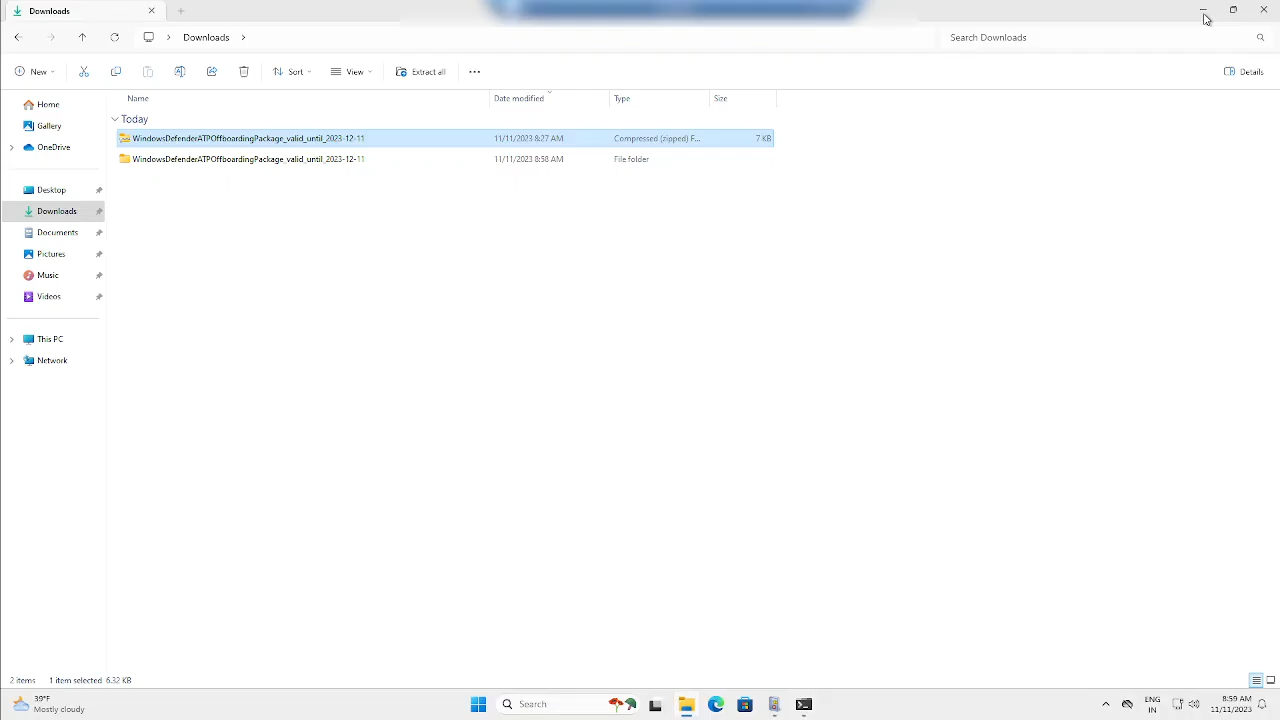 Downloads
Downloads
Search Downloads
New
Sort
View
Extract all
Details
Name
Date modified
Type
Size
Today
WindowsDefenderATPOffboardingPackage_valid_until_2023-12-11
11/11/2023 8:27 AM
Compressed (zipped) F...
7 KB
WindowsDefenderATPOffboardingPackage_valid_until_2023-12-11
11/11/2023 8:58 AM
File folder
Home
Gallery
OneDrive
Desktop
Downloads
Documents
Pictures
Music
Videos
This PC
Network
2 items
1 item selected 6.32 KB
39°F
Mostly cloudy
Search
ENG
IN
8:59 AM
11/11/2023